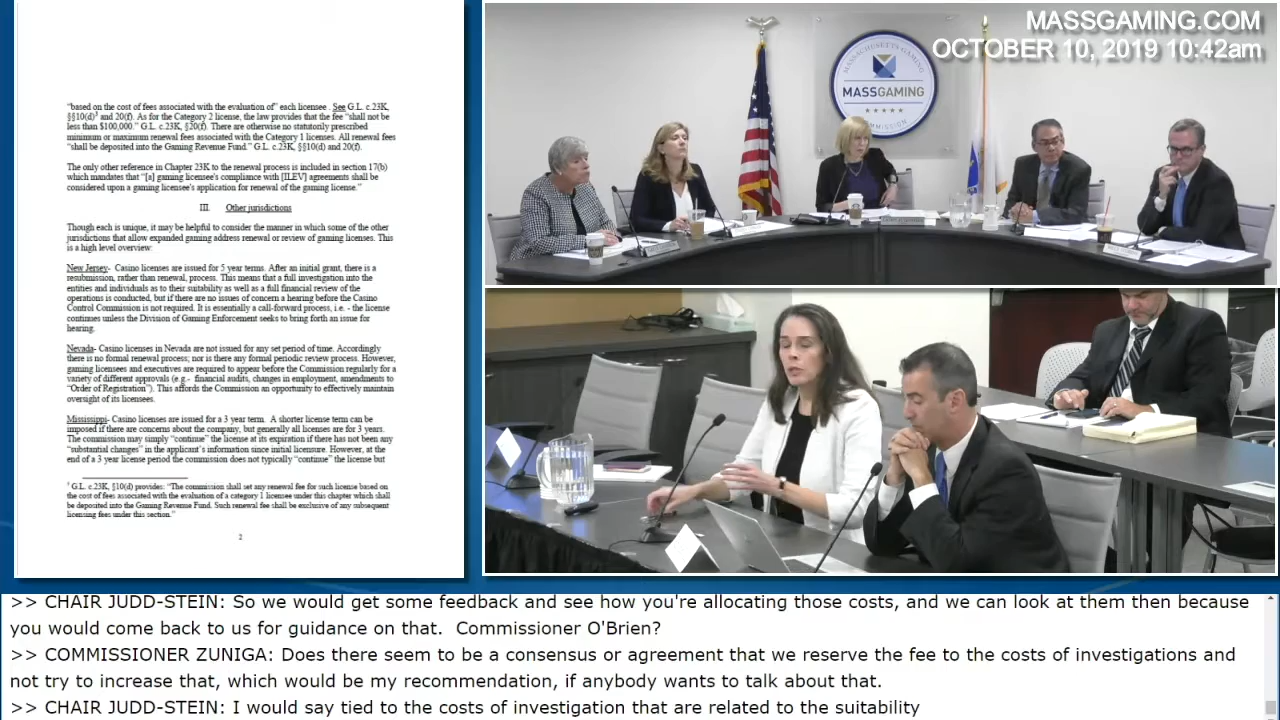 "based on the cost of fees associated with the evaluation of" each licensee. See G.L. c.23K,
§§10(d)³ and 20(f). As for the Category 2 license, the law provides that the fee "shall not be
less than $100,000." G.L. c.23K, §20(f). There are otherwise no statutorily prescribed
minimum or maximum renewal fees associated with the Category 1 licenses. All renewal fees
"shall be deposited into the Gaming Revenue Fund." G.L. c.23K, §§10(d) and 20(f).
The only other reference in Chapter 23K to the renewal process is included in section 17(b)
which mandates that "[a] gaming licensee's compliance with [ILEV] agreements shall be
considered upon a gaming licensee's application for renewal of the gaming license."
III. Other jurisdictions
Though each is unique, it may be helpful to consider the manner in which some of the other
jurisdictions that allow expanded gaming address renewal or review of gaming licenses. This
is a high level overview:
New Jersey- Casino licenses are issued for 5 year terms. After an initial grant, there is a
resubmission, rather than renewal, process. This means that a full investigation into the
entities and individuals as to their suitability as well as a full financial review of the
operations is conducted, but if there are no issues of concern a hearing before the Casino
Control Commission is not required. It is essentially a call-forward process, i.e. - the license
continues unless the Division of Gaming Enforcement seeks to bring forth an issue for
hearing.
Nevada- Casino licenses in Nevada are not issued for any set period of time. Accordingly
there is no formal renewal process; nor is there any formal periodic review process. However,
gaming licensees and executives are required to appear before the Commission regularly for a
variety of different approvals (e.g.- financial audits, changes in employment, amendments to
"Order of Registration"). This affords the Commission an opportunity to effectively maintain
oversight of its licensees.
Mississippi- Casino licenses are issued for a 3 year term. A shorter license term can be
imposed if there are concerns about the company, but generally all licenses are for 3 years.
The commission may simply "continue" the license at its expiration if there has not been any
"substantial changes" in the applicant's information since initial licensure. However, at the
end of a 3 year license period the commission does not typically "continue" the license but
³ G.L. c.23K, §10(d) provides: "The commission shall set any renewal fee for such license based on
the cost of fees associated with the evaluation of a category 1 licensee under this chapter which shall
be deposited into the Gaming Revenue Fund. Such renewal fee shall be exclusive of any subsequent
licensing fees under this section."
2
MASSGAMING.COM
OCTOBER 10, 2019 10:42am
MASSACHUSETTS GAMING
MASSGAMING
COMMISSION
>> CHAIR JUDD-STEIN: So we would get some feedback and see how you're allocating those costs, and we can look at them then because
you would come back to us for guidance on that.  Commissioner O'Brien?
>> COMMISSIONER ZUNIGA: Does there seem to be a consensus or agreement that we reserve the fee to the costs of investigations and
not try to increase that, which would be my recommendation, if anybody wants to talk about that.
>> CHAIR JUDD-STEIN: I would say tied to the costs of investigation that are related to the suitability